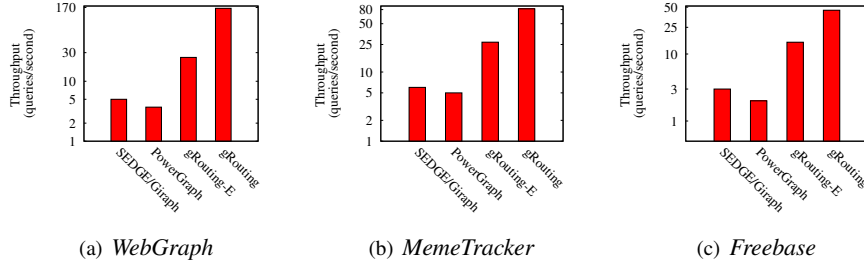 Throughput
(queries/second)
170
30
10
5
2
1
SEDGE/Giraph
PowerGraph
gRouting-E
gRouting
(a) WebGraph
Throughput
(queries/second)
80
50
25
10
5
2
1
SEDGE/Giraph
PowerGraph
gRouting-E
gRouting
(b) MemeTracker
Throughput
(queries/second)
50
10
3
1
SEDGE/Giraph
PowerGraph
gRouting-E
gRouting
(c) Freebase